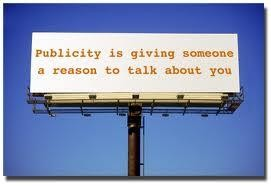 Publicity is giving someone
a reason to talk about you